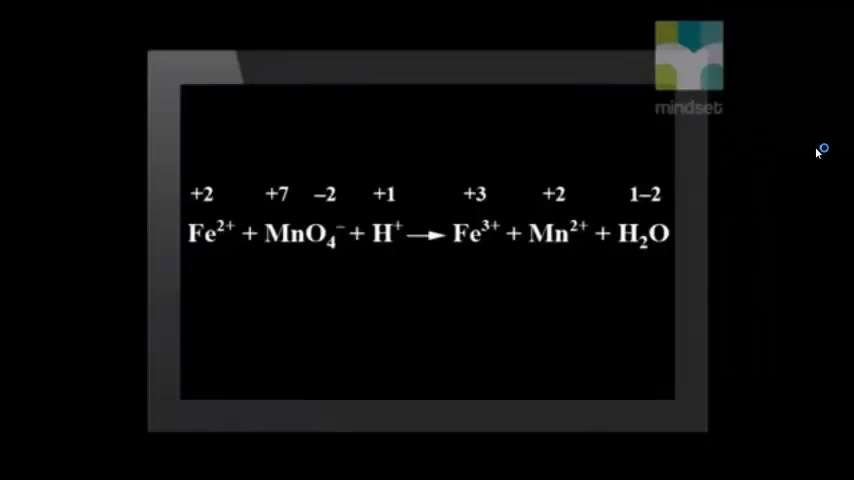 mindset
+2 +7 –2 +1 +3 +2 1–2
Fe²⁺ + MnO₄⁻ + H⁺ → Fe³⁺ + Mn²⁺ + H₂O